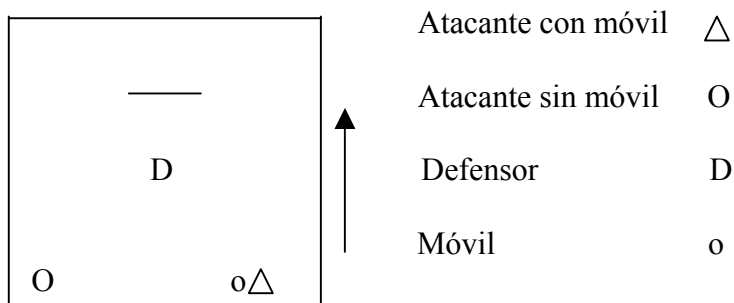 Atacante con móvil △
Atacante sin móvil O
D Defensor D
Móvil o
O o△